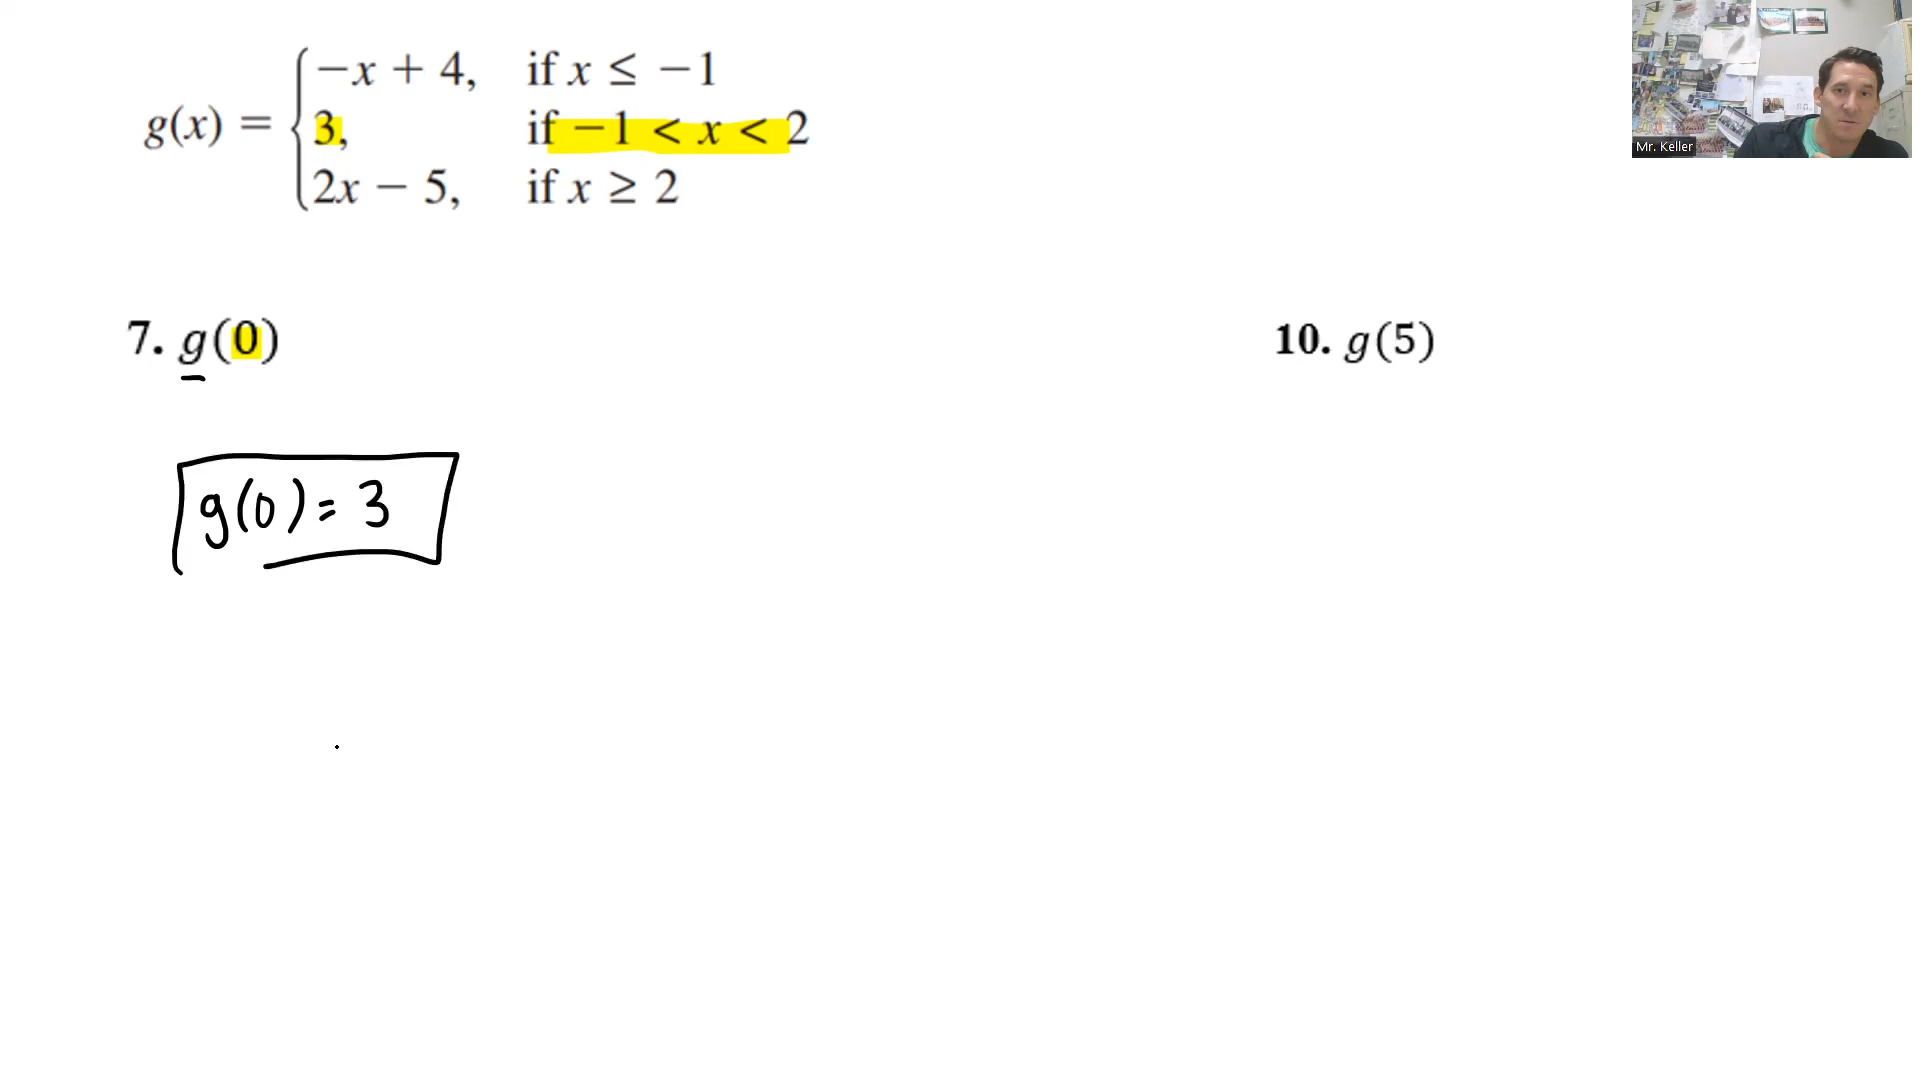 g(x) =
−x + 4, if x ≤ −1
3, if −1 < x < 2
2x − 5, if x ≥ 2
Mr. Keller
7. g(0)
10. g(5)
g(0) = 3